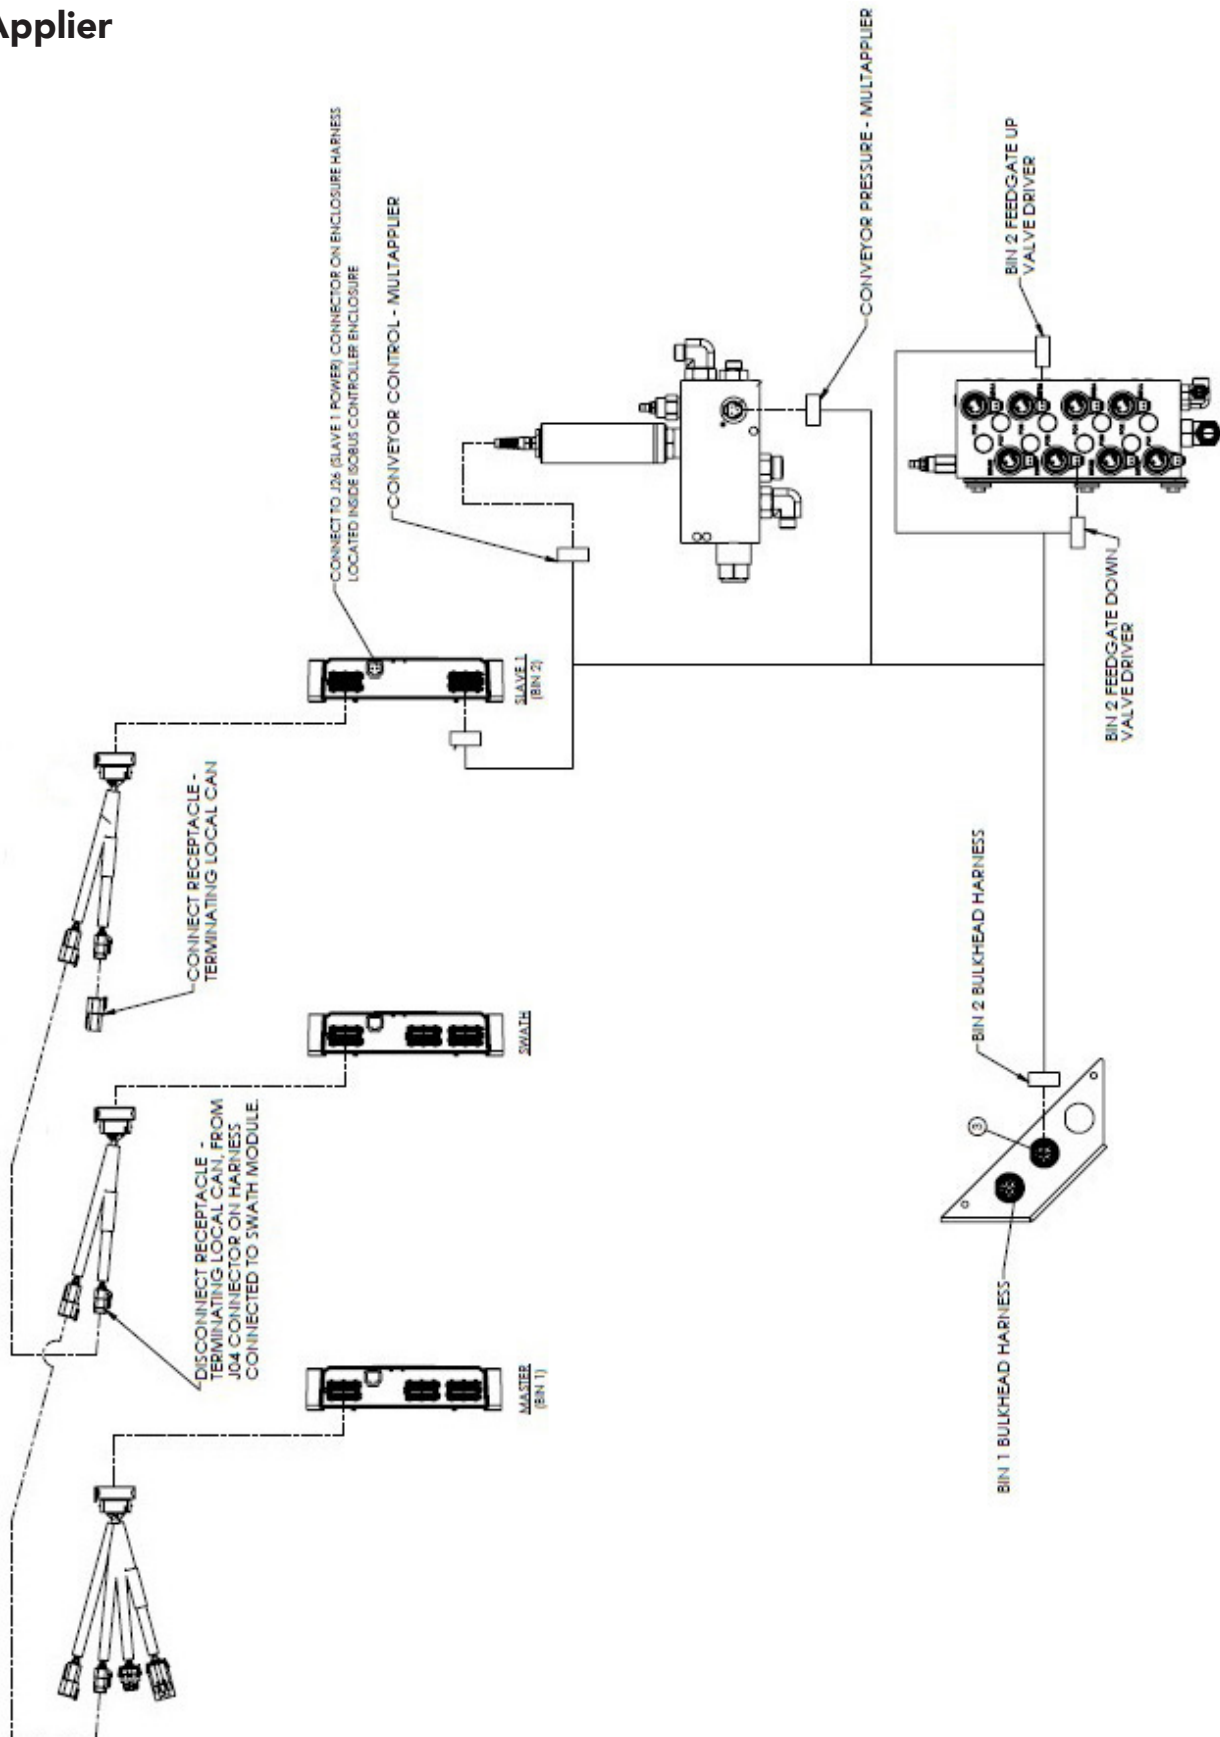 Applier
CONNECT TO J26 (SLAVE 1 POWER) CONNECTOR ON ENCLOSURE HARNESS
LOCATED INSIDE ISOBUS CONTROLLER ENCLOSURE
CONVEYOR CONTROL - MULTAPPLIER
CONVEYOR PRESSURE - MULTAPPLIER
BIN 2 FEEDGATE UP
VALVE DRIVER
CONNECT RECEPTACLE -
TERMINATING LOCAL CAN
SLAVE 1
(BIN 2)
BIN 2 FEEDGATE DOWN
VALVE DRIVER
DISCONNECT RECEPTACLE -
TERMINATING LOCAL CAN, FROM
J04 CONNECTOR ON HARNESS
CONNECTED TO SWATH MODULE.
SWATH
BIN 2 BULKHEAD HARNESS
3
MASTER
(BIN 1)
BIN 1 BULKHEAD HARNESS